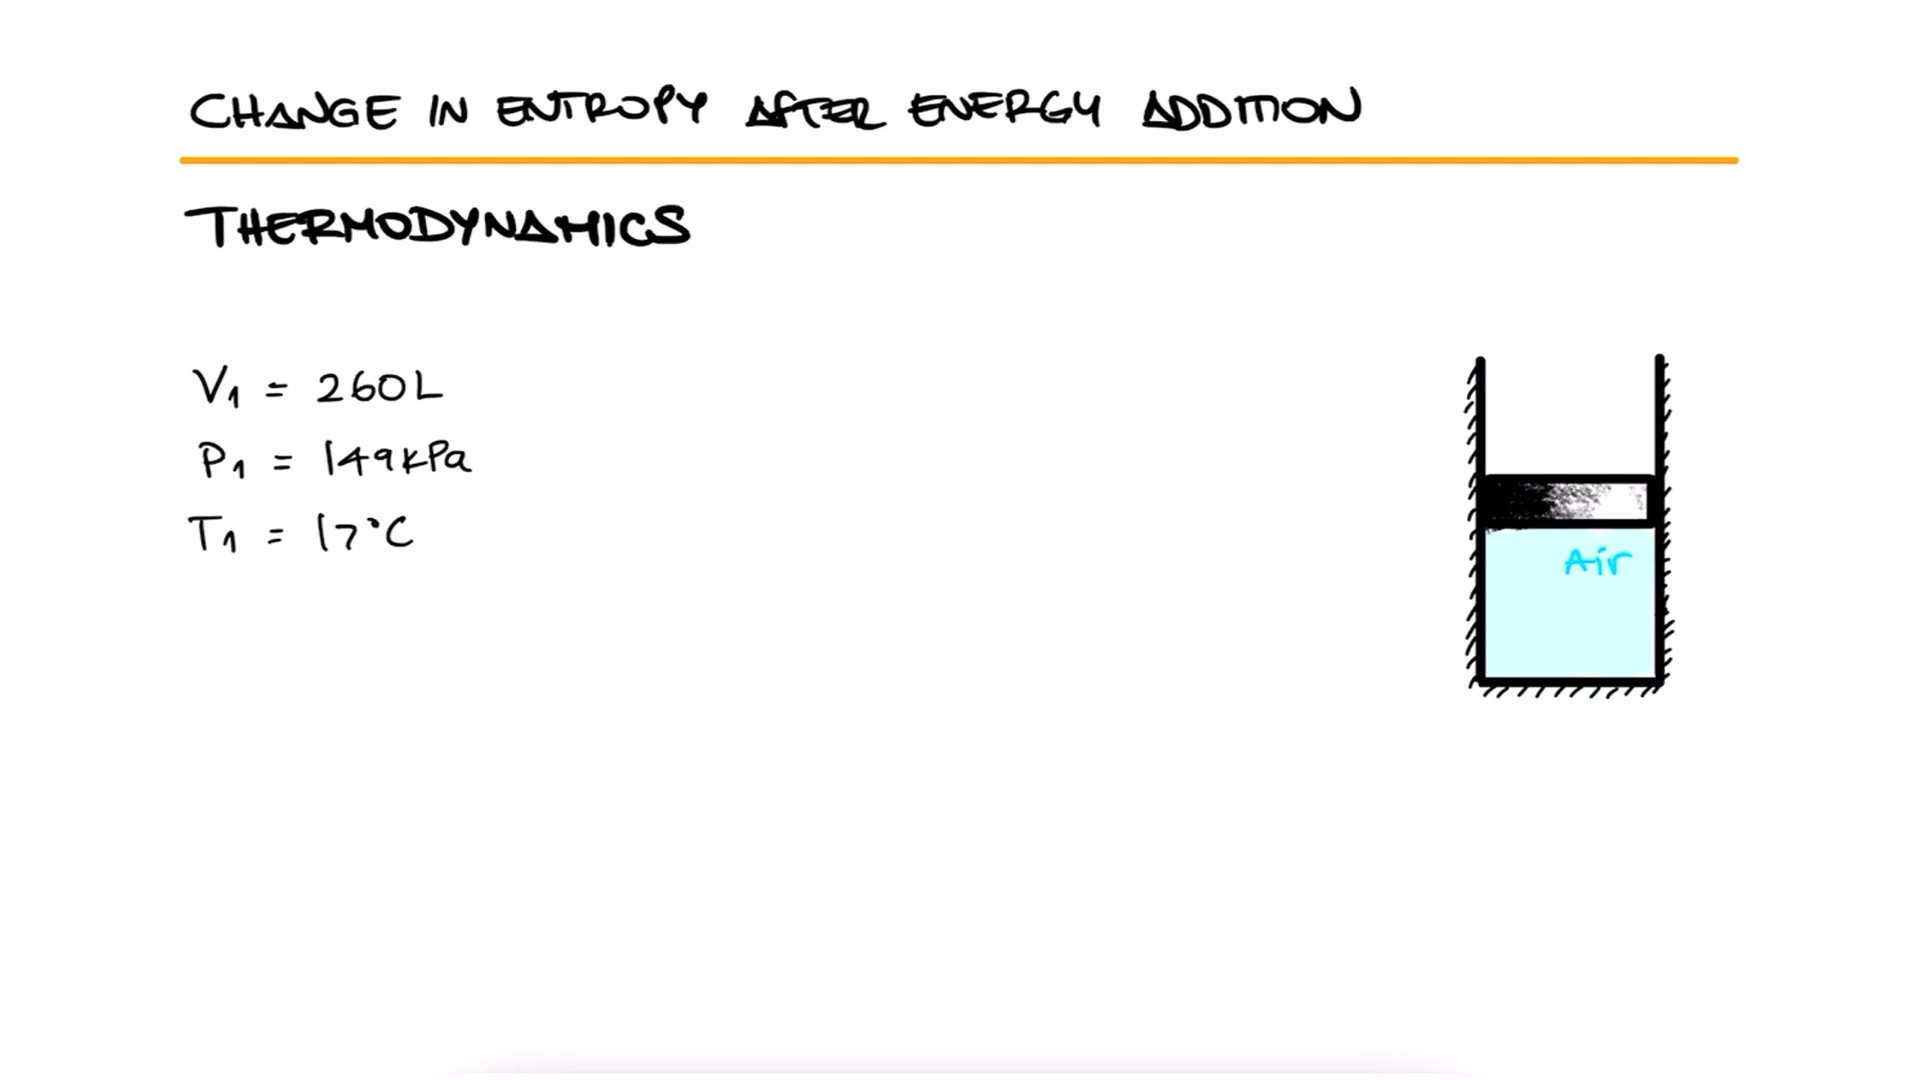 CHANGE IN ENTROPY AFTER ENERGY ADDITION
THERMODYNAMICS
V₁ = 260L
P₁ = 149kPa
T₁ = 17°C
Air